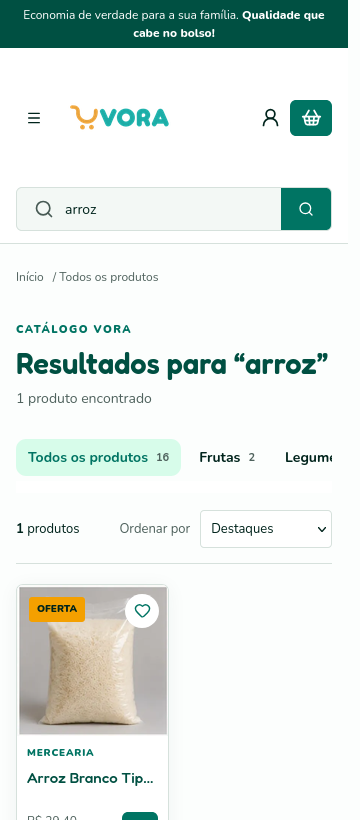 Economia de verdade para a sua família. Qualidade que
cabe no bolso!
VORA
arroz
Início / Todos os produtos
CATÁLOGO VORA
Resultados para “arroz”
1 produto encontrado
Todos os produtos 16 Frutas 2 Legume
1 produtos Ordenar por Destaques
OFERTA
MERCEARIA
Arroz Branco Tip...